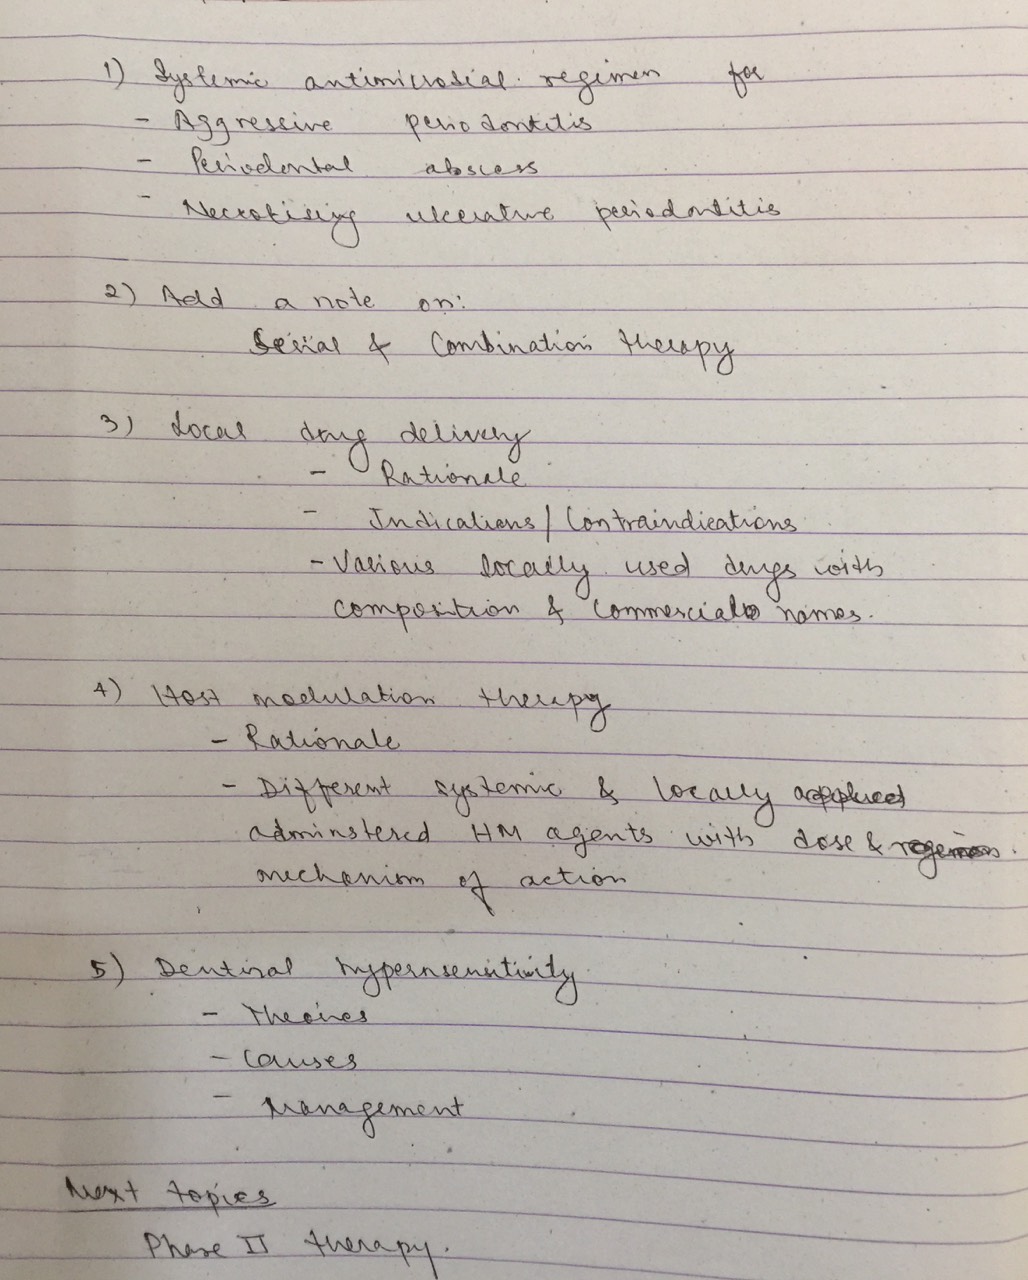 1) Systemic antimicrobial regimen for
- Aggressive periodontitis
- Periodontal abscess
- Necrotising ulcerative periodontitis
2) Add a note on:
Serial & Combination therapy
3) Local drug delivery
- Rationale
- Indications/Contraindications
- Various locally used drugs with
composition & commercial names.
4) Host modulation therapy
- Rationale
- Different systemic & locally applied
adminstered HM agents with dose & regemen.
mechanism of action
5) Dentinal hypernsensitivity
- Theoires
- Causes
- Management
Next topics
Phase II therapy.